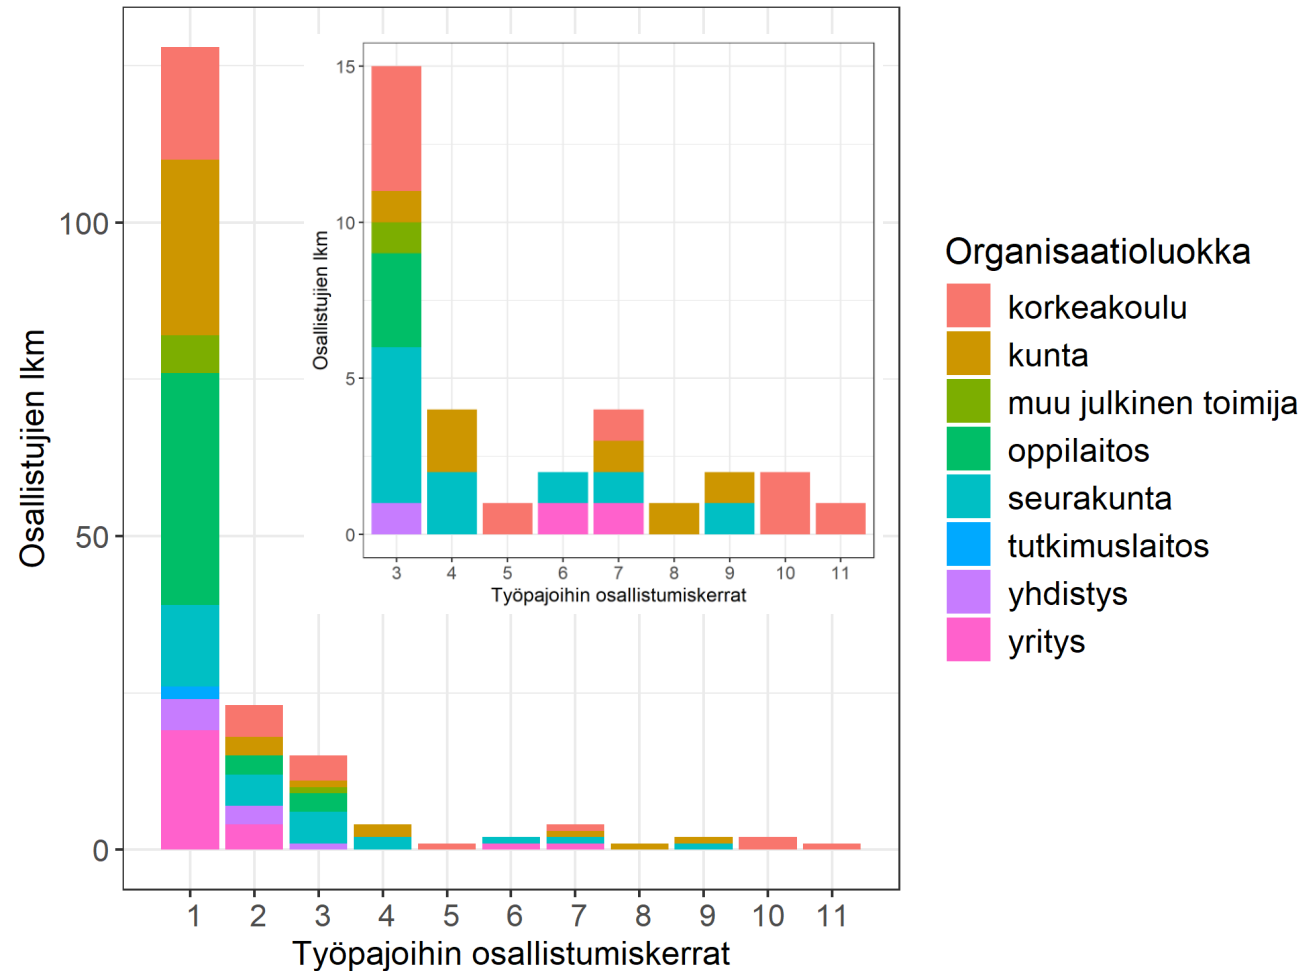 Osallistujien lkm
100
50
0
1 2 3 4 5 6 7 8 9 10 11
Työpajoihin osallistumiskerrat
Osallistujien lkm
15
10
5
0
3 4 5 6 7 8 9 10 11
Työpajoihin osallistumiskerrat
Organisaatioluokka
korkeakoulu
kunta
muu julkinen toimija
oppilaitos
seurakunta
tutkimuslaitos
yhdistys
yritys